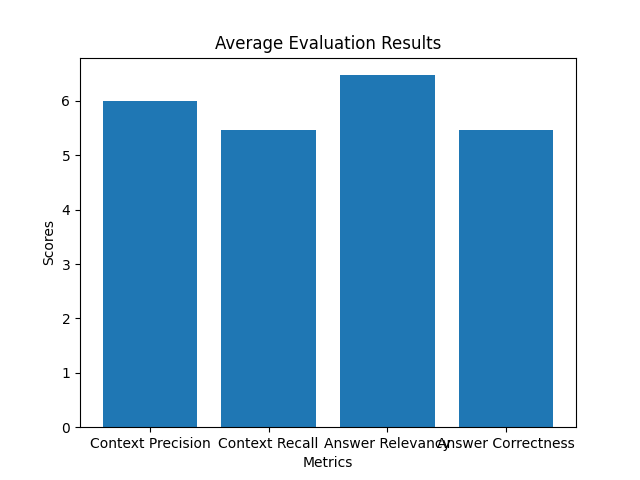 Average Evaluation Results
Scores
6
5
4
3
2
1
0
Context Precision
Context Recall
Answer Relevancy
Answer Correctness
Metrics